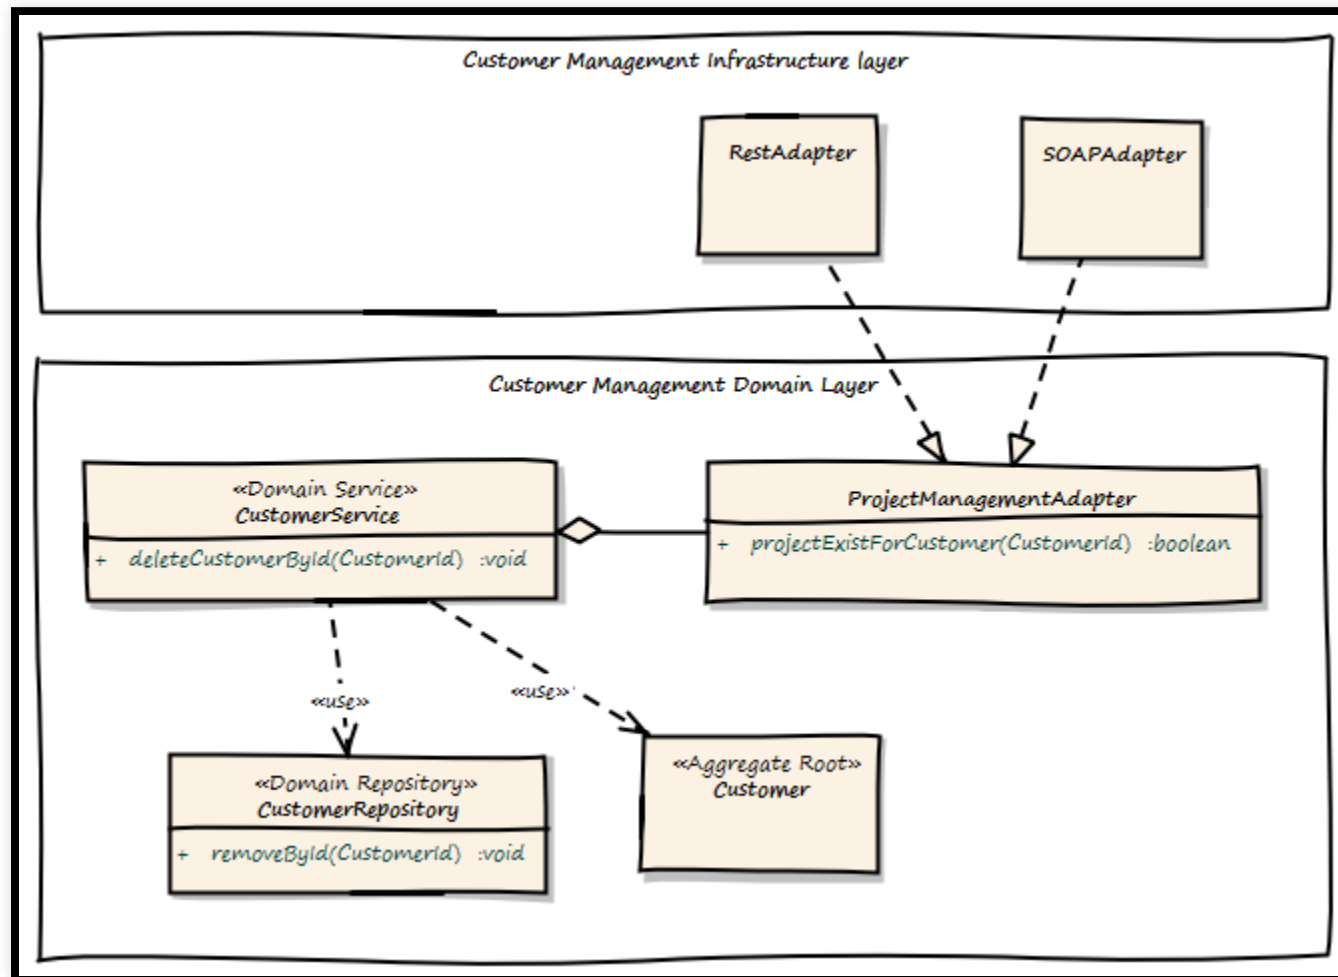 Customer Management Infrastructure layer
RestAdapter
SOAPAdapter
Customer Management Domain Layer
«Domain Service»
CustomerService
+ deleteCustomerById(CustomerId) :void
ProjectManagementAdapter
+ projectExistForCustomer(CustomerId) :boolean
«use»
«use»
«Domain Repository»
CustomerRepository
+ removeById(CustomerId) :void
«Aggregate Root»
Customer